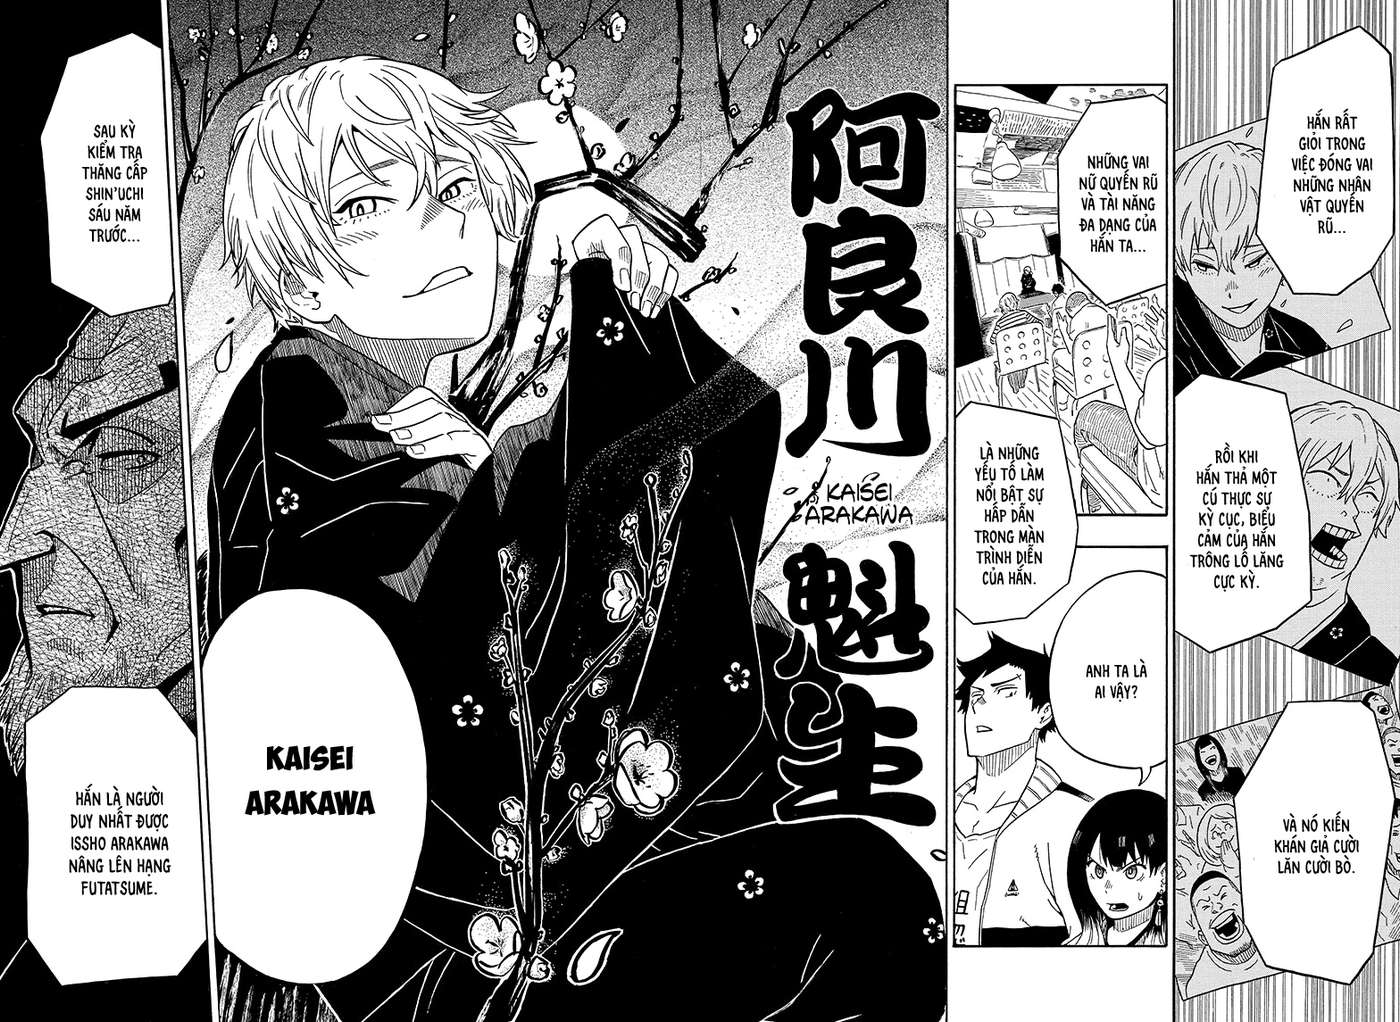 HẮN RẤT
GIỎI TRONG
VIỆC ĐÓNG VAI
NHỮNG NHÂN
VẬT QUYẾN
RŨ...
RỒI KHI
HẮN THẢ MỘT
CÚ THỰC SỰ
KỲ CỤC, BIỂU
CẢM CỦA HẮN
TRÔNG LỐ LĂNG
CỰC KỲ.
VÀ NÓ KIẾN
KHÁN GIẢ CƯỜI
LĂN CƯỜI BÒ.
NHỮNG VAI
NỮ QUYẾN RŨ
VÀ TÀI NĂNG
ĐA DẠNG CỦA
HẮN TA...
LÀ NHỮNG
YẾU TỐ LÀM
NỔI BẬT SỰ
HẤP DẪN
TRONG MÀN
TRÌNH DIỄN
CỦA HẮN.
ANH TA LÀ
AI VẬY?
阿良川
KAISEI
ARAKAWA
魁生
KAISEI
ARAKAWA
SAU KỲ
KIỂM TRA
THĂNG CẤP
SHIN'UCHI
SÁU NĂM
TRƯỚC...
HẮN LÀ NGƯỜI
DUY NHẤT ĐƯỢC
ISSHO ARAKAWA
NÂNG LÊN HẠNG
FUTATSUME.